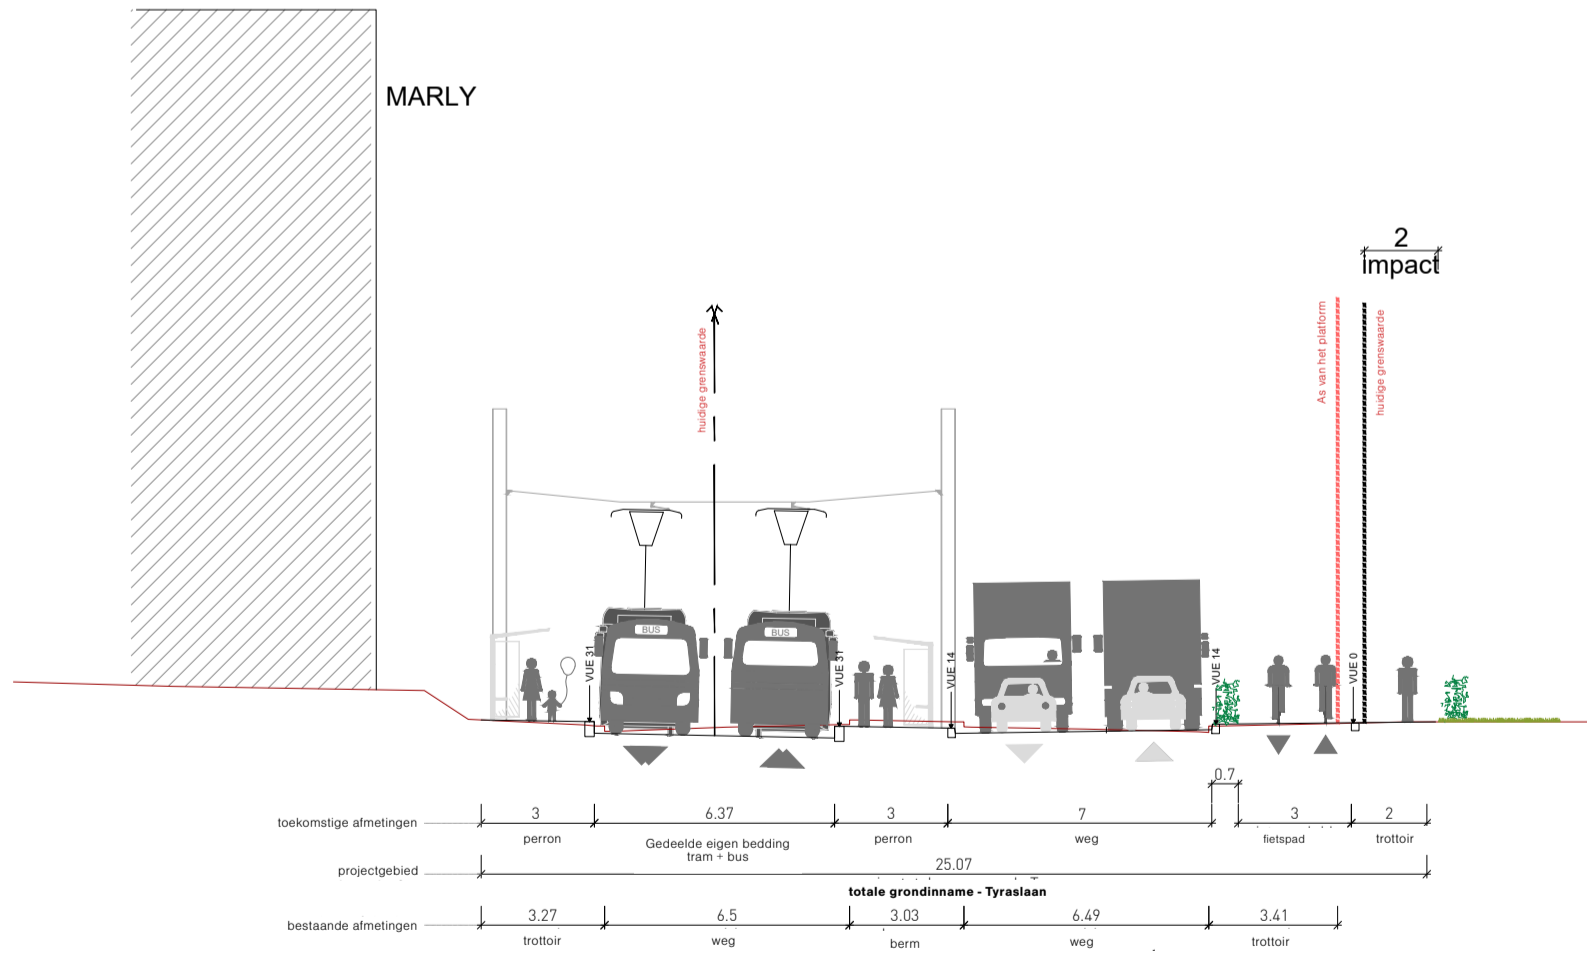 MARLY
2
impact
As van het platform
huidige grenswaarde
huidige grenswaarde
BUS
BUS
VUE 31
VUE 31
VUE 14
VUE 14
VUE 0
0.7
toekomstige afmetingen
3
6.37
3
7
3
2
perron
Gedeelde eigen bedding
tram + bus
perron
weg
fietspad
trottoir
projectgebied
25.07
totale grondinname - Tyraslaan
bestaande afmetingen
3.27
6.5
3.03
6.49
3.41
trottoir
weg
berm
weg
trottoir